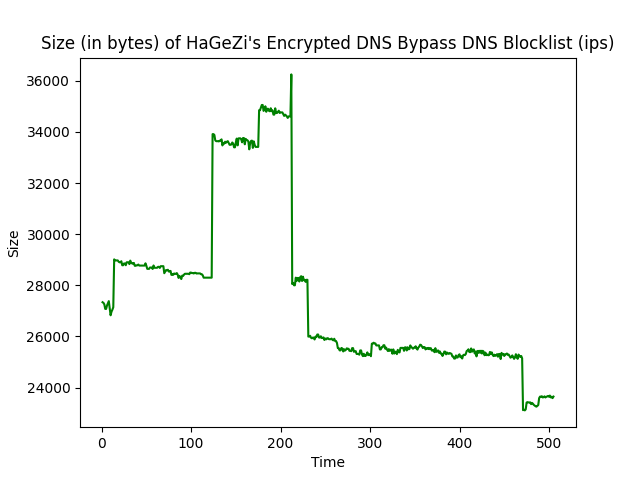 Size (in bytes) of HaGeZi's Encrypted DNS Bypass DNS Blocklist (ips)
36000
34000
32000
30000
28000
26000
24000
Size
0 100 200 300 400 500
Time